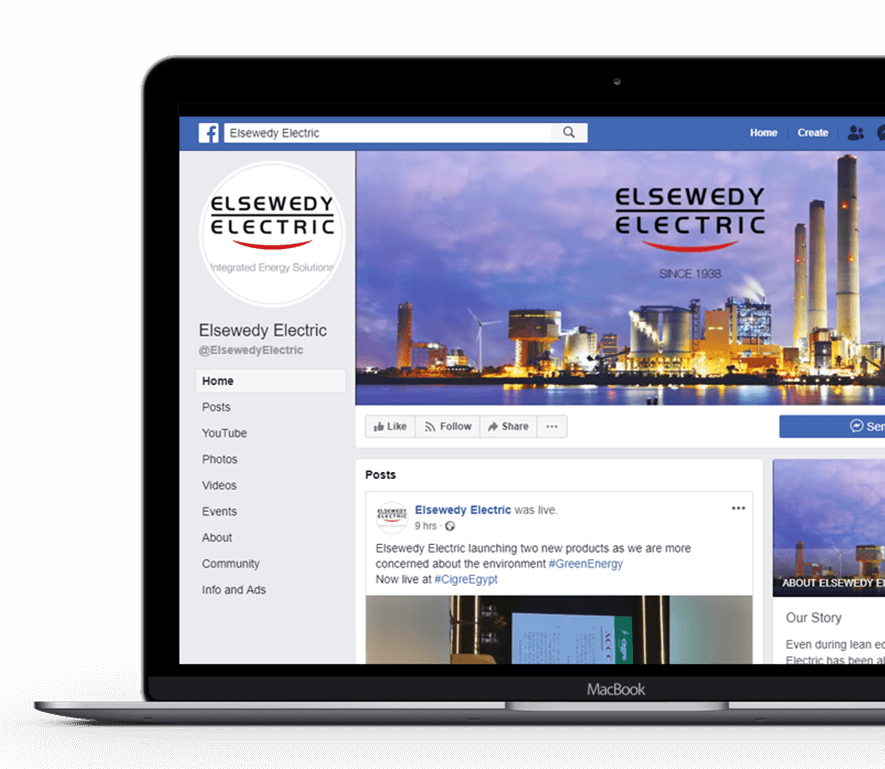 Elsewedy Electric
Home
Create
ELSEWEDY
ELECTRIC
Integrated Energy Solutions
ELSEWEDY
ELECTRIC
SINCE 1938
Elsewedy Electric
@ElsewedyElectric
Home
Posts
YouTube
Photos
Videos
Events
About
Community
Info and Ads
Like
Follow
Share
Posts
Elsewedy Electric was live.
9 hrs
Elsewedy Electric launching two new products as we are more
concerned about the environment #GreenEnergy
Now live at #CigreEgypt
ABOUT ELSEWEDY
Our Story
Even during lean
Electric has been
MacBook